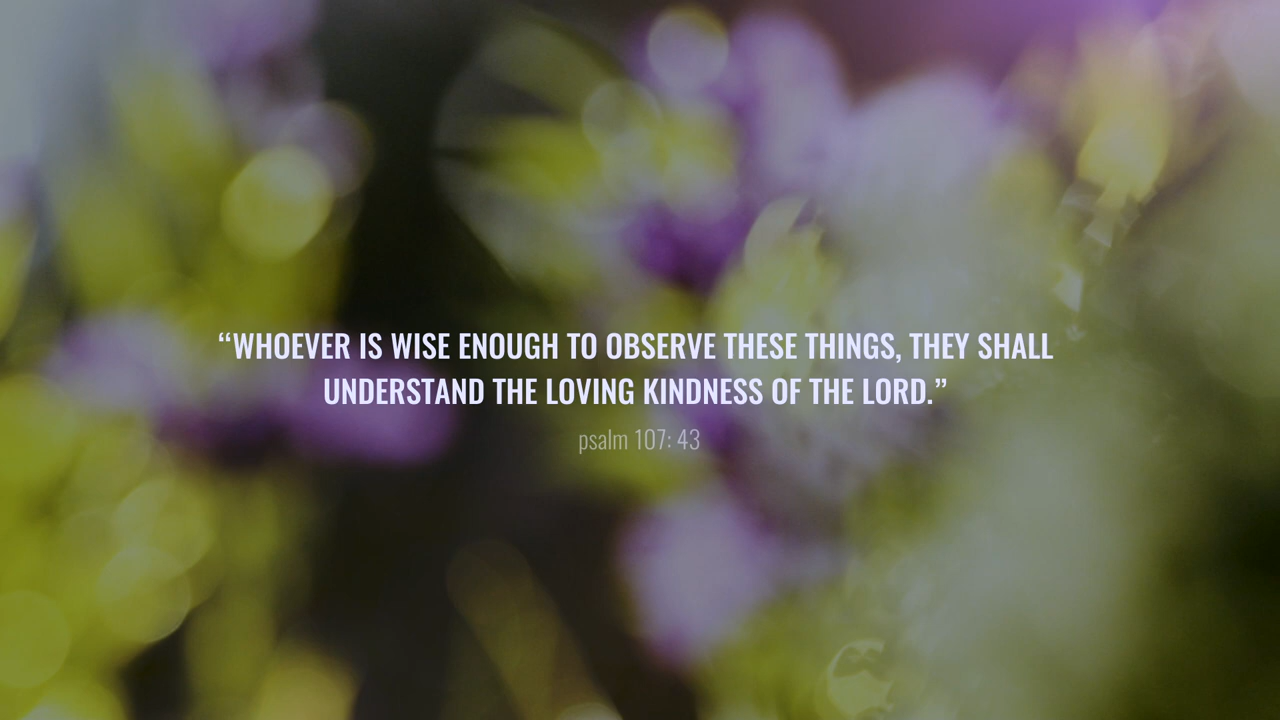 “WHOEVER IS WISE ENOUGH TO OBSERVE THESE THINGS, THEY SHALL
UNDERSTAND THE LOVING KINDNESS OF THE LORD.”
psalm 107: 43